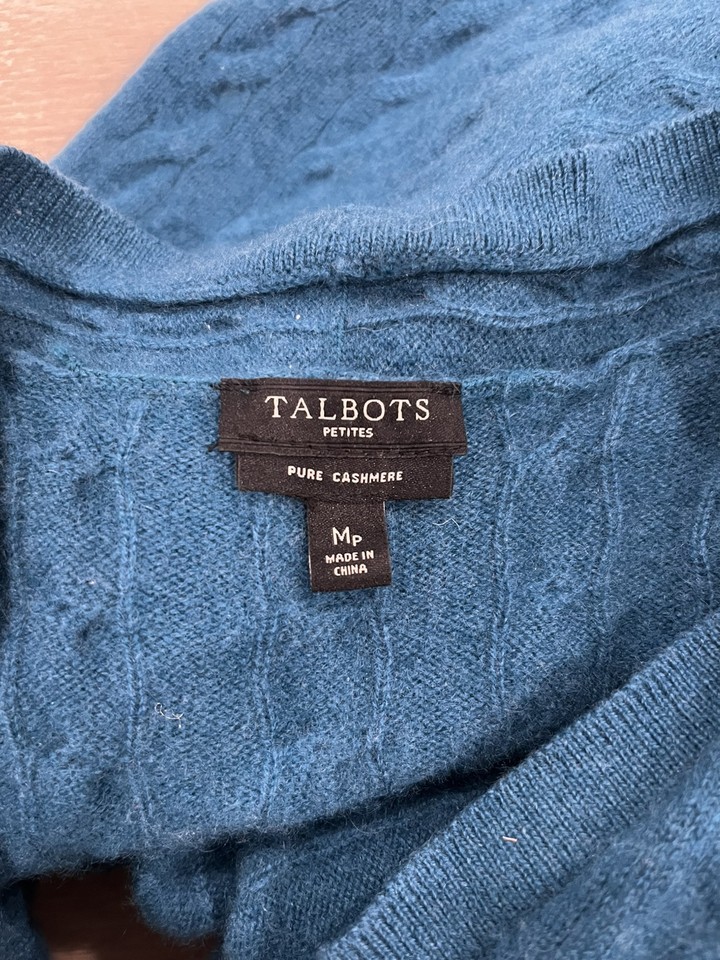 TALBOTS
PETITES
PURE CASHMERE
MP
MADE IN
CHINA